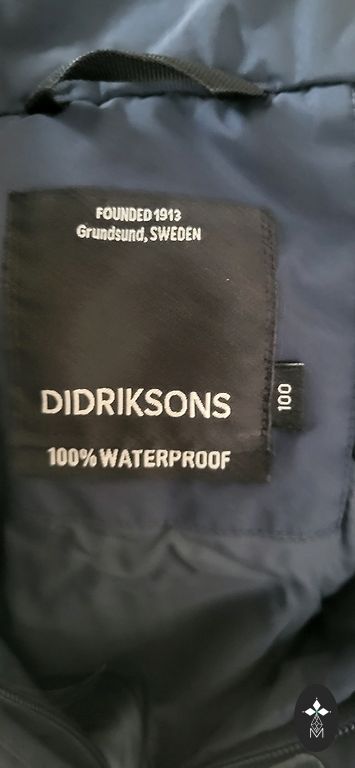 FOUNDED 1913
Grundsund, SWEDEN
DIDRIKSONS
100
100% WATERPROOF